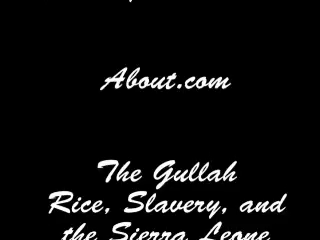 About.com
The Gullah
Rice, Slavery, and
the Sierra Leone